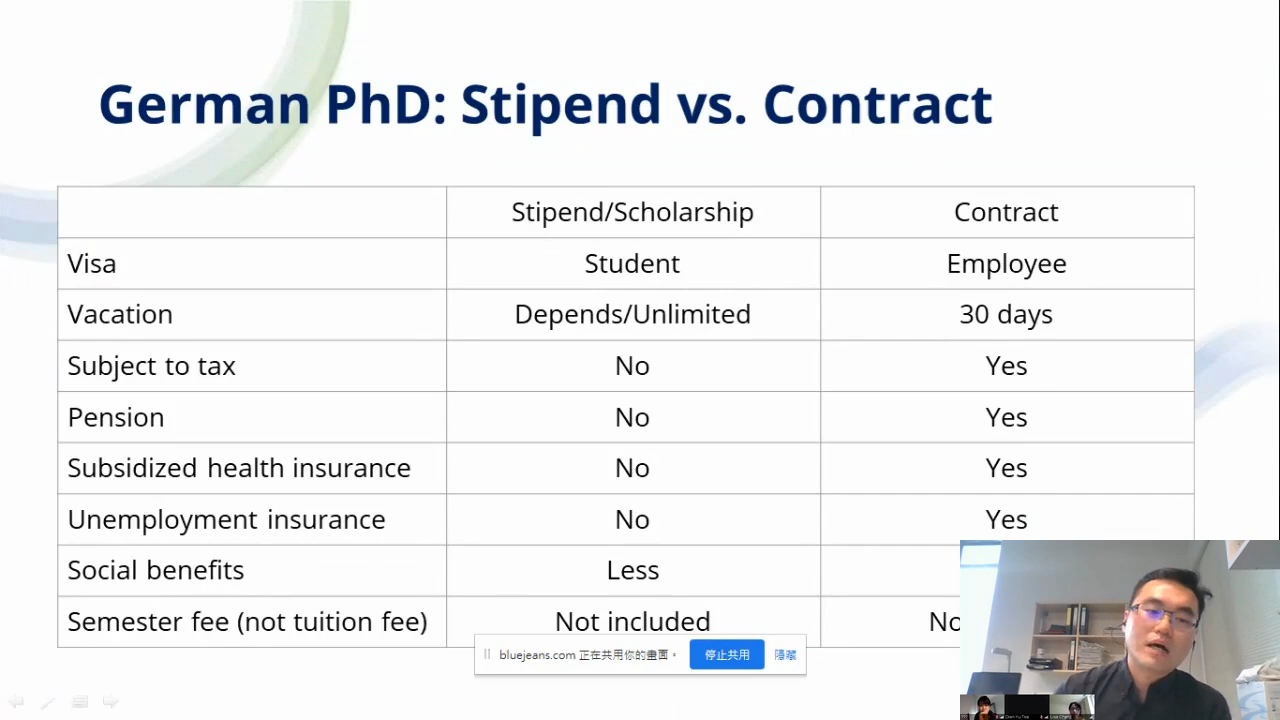 German PhD: Stipend vs. Contract
Stipend/Scholarship Contract
Visa Student Employee
Vacation Depends/Unlimited 30 days
Subject to tax No Yes
Pension No Yes
Subsidized health insurance No Yes
Unemployment insurance No Yes
Social benefits Less
Semester fee (not tuition fee) Not included No
bluejeans.com 正在共用你的畫面。 停止共用 隱藏